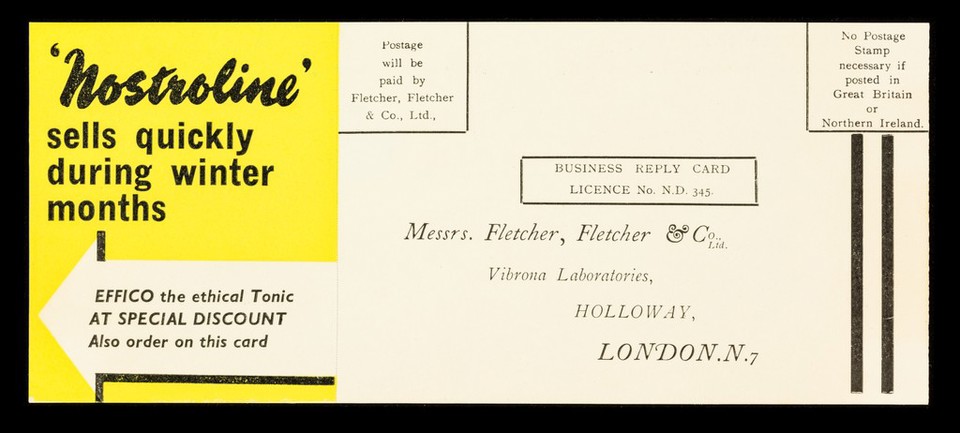 'Nostroline'
sells quickly
during winter
months
EFFICO the ethical Tonic
AT SPECIAL DISCOUNT
Also order on this card
Postage
will be
paid by
Fletcher, Fletcher
& Co., Ltd.,
No Postage
Stamp
necessary if
posted in
Great Britain
or
Northern Ireland.
BUSINESS REPLY CARD
LICENCE No. N.D. 345.
Messrs. Fletcher, Fletcher & Co., Ltd.
Vibrona Laboratories,
HOLLOWAY,
LONDON.N.7